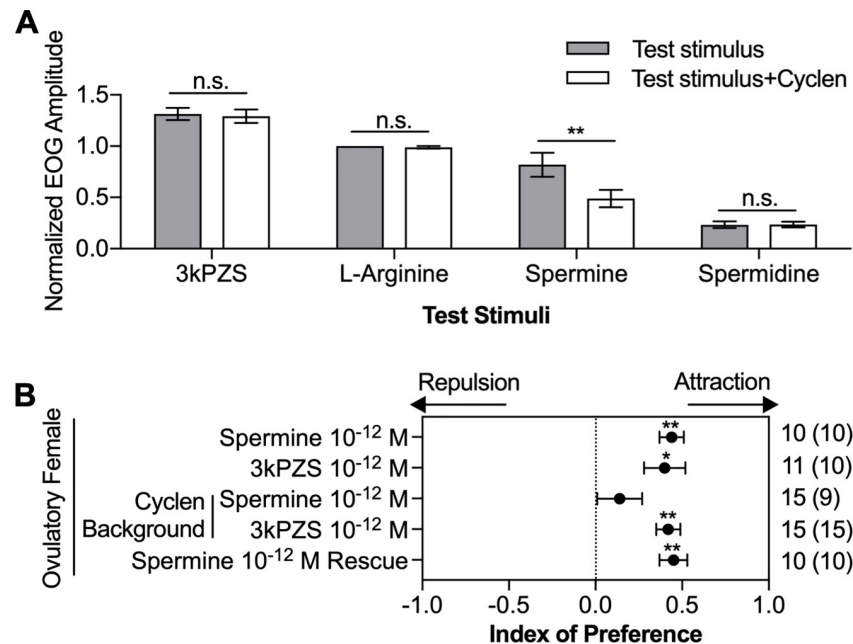 A
Test stimulus
Test stimulus+Cyclen
Normalized EOG Amplitude
1.5
1.0
0.5
0.0
n.s.
n.s.
**
n.s.
3kPZS
L-Arginine
Spermine
Spermidine
Test Stimuli
B
Repulsion
Attraction
Ovulatory Female
Spermine 10⁻¹² M
**
10 (10)
3kPZS 10⁻¹² M
*
11 (10)
Cyclen
Background
Spermine 10⁻¹² M
15 (9)
3kPZS 10⁻¹² M
**
15 (15)
Spermine 10⁻¹² M Rescue
**
10 (10)
-1.0
-0.5
0.0
0.5
1.0
Index of Preference